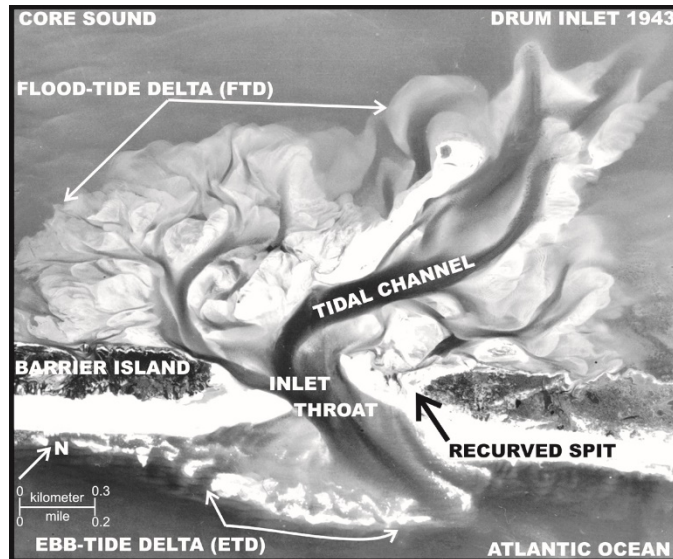 CORE SOUND
DRUM INLET 1943
FLOOD-TIDE DELTA (FTD)
TIDAL CHANNEL
BARRIER ISLAND
INLET
THROAT
RECURVED SPIT
N
0 kilometer 0.3
0 mile 0.2
EBB-TIDE DELTA (ETD)
ATLANTIC OCEAN